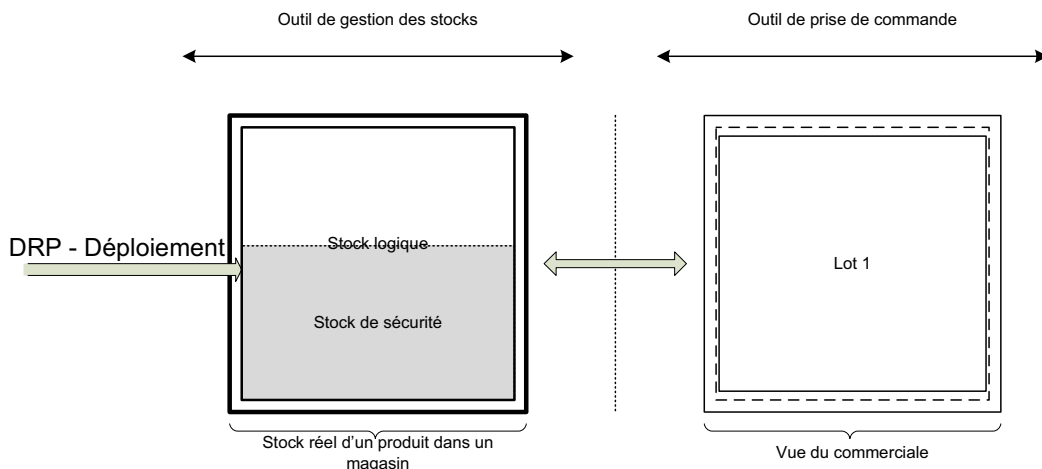 Outil de gestion des stocks
Outil de prise de commande
DRP - Déploiement
Stock logique
Stock de sécurité
Lot 1
Stock réel d'un produit dans un
magasin
Vue du commerciale